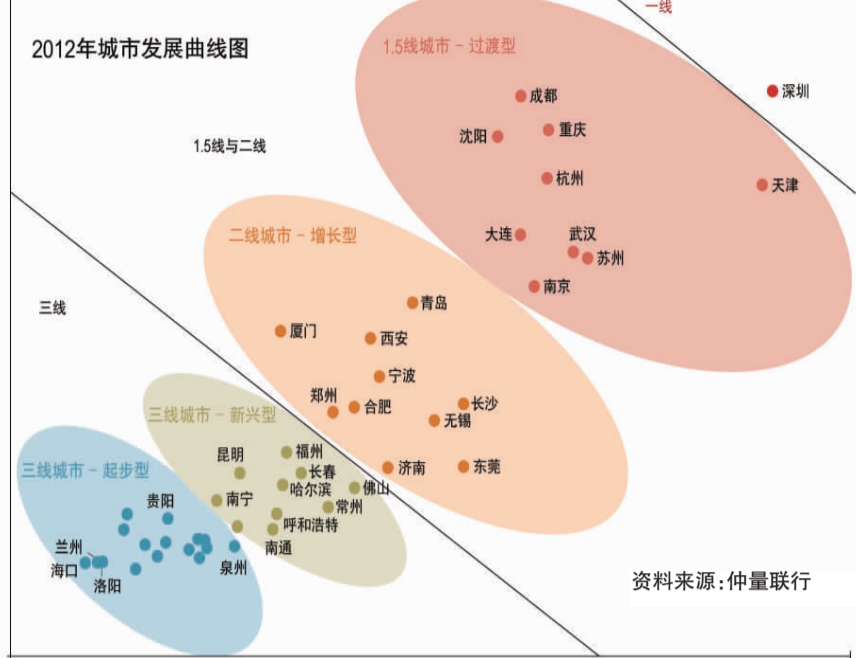 一线
2012年城市发展曲线图
1.5线城市－过渡型
深圳
成都
沈阳
重庆
1.5线与二线
杭州
天津
二线城市－增长型
大连
武汉
苏州
南京
三线
青岛
厦门
西安
宁波
郑州
合肥
长沙
三线城市－新兴型
无锡
昆明
福州
三线城市－起步型
长春
济南
东莞
哈尔滨
佛山
贵阳
南宁
常州
呼和浩特
兰州
南通
海口
泉州
洛阳
资料来源:仲量联行